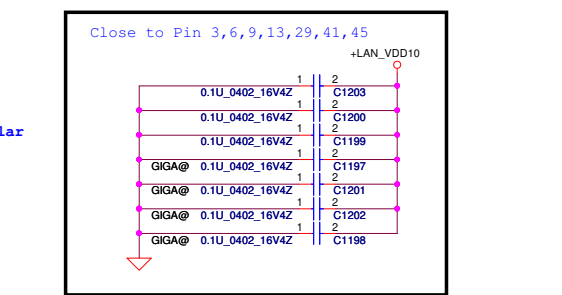 Close to Pin 3,6,9,13,29,41,45
+LAN_VDD10
1 2
0.1U_0402_16V4Z C1203
1 2
0.1U_0402_16V4Z C1200
1 2
lar
0.1U_0402_16V4Z C1199
1 2
GIGA@ 0.1U_0402_16V4Z C1197
1 2
GIGA@ 0.1U_0402_16V4Z C1201
1 2
GIGA@ 0.1U_0402_16V4Z C1202
1 2
GIGA@ 0.1U_0402_16V4Z C1198